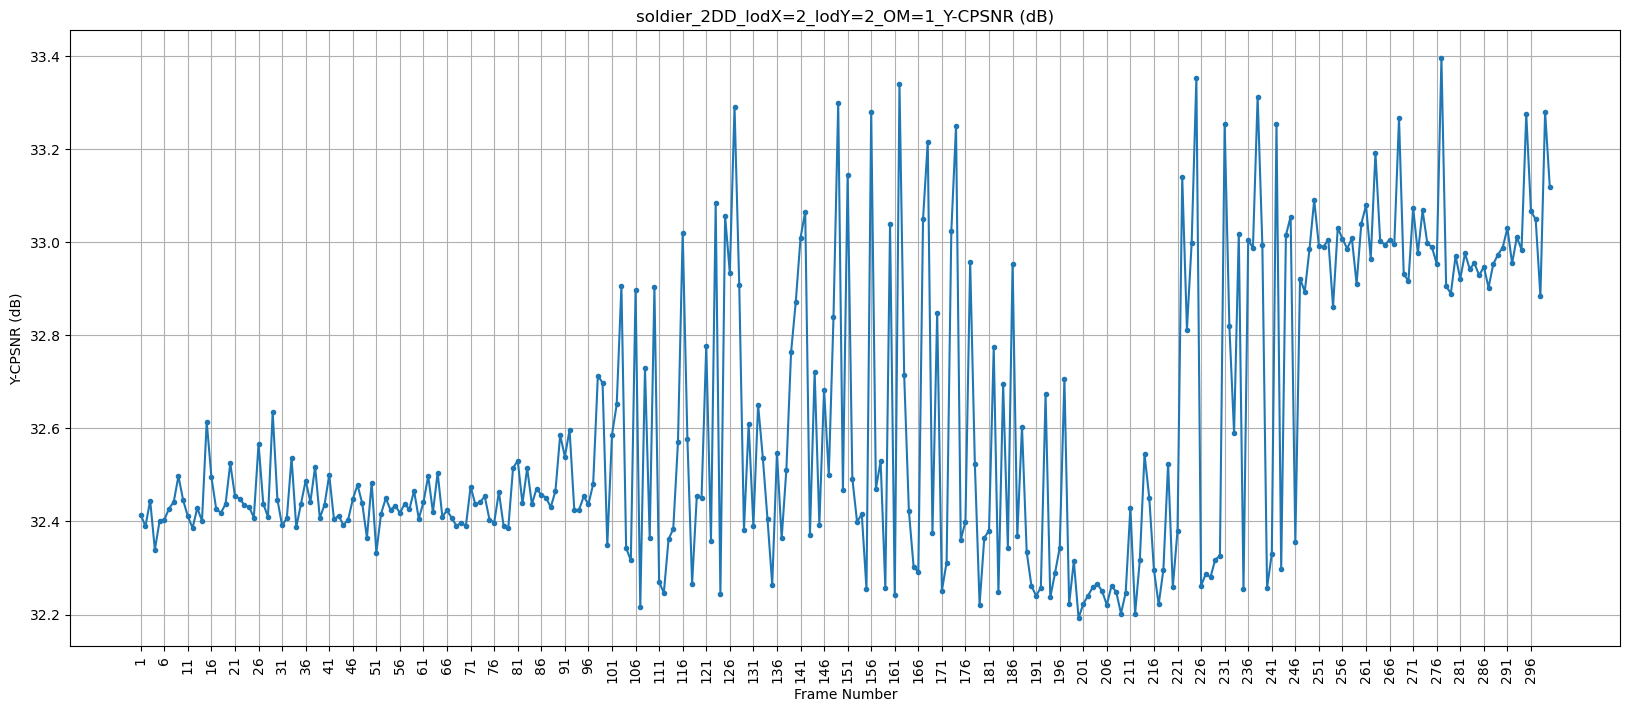 soldier_2DD_lodX=2_lodY=2_OM=1_Y-CPSNR (dB)
33.4
33.2
33.0
32.8
32.6
32.4
32.2
Y-CPSNR (dB)
1 6 11 16 21 26 31 36 41 46 51 56 61 66 71 76 81 86 91 96 101 106 111 116 121 126 131 136 141 146 151 156 161 166 171 176 181 186 191 196 201 206 211 216 221 226 231 236 241 246 251 256 261 266 271 276 281 286 291 296
Frame Number